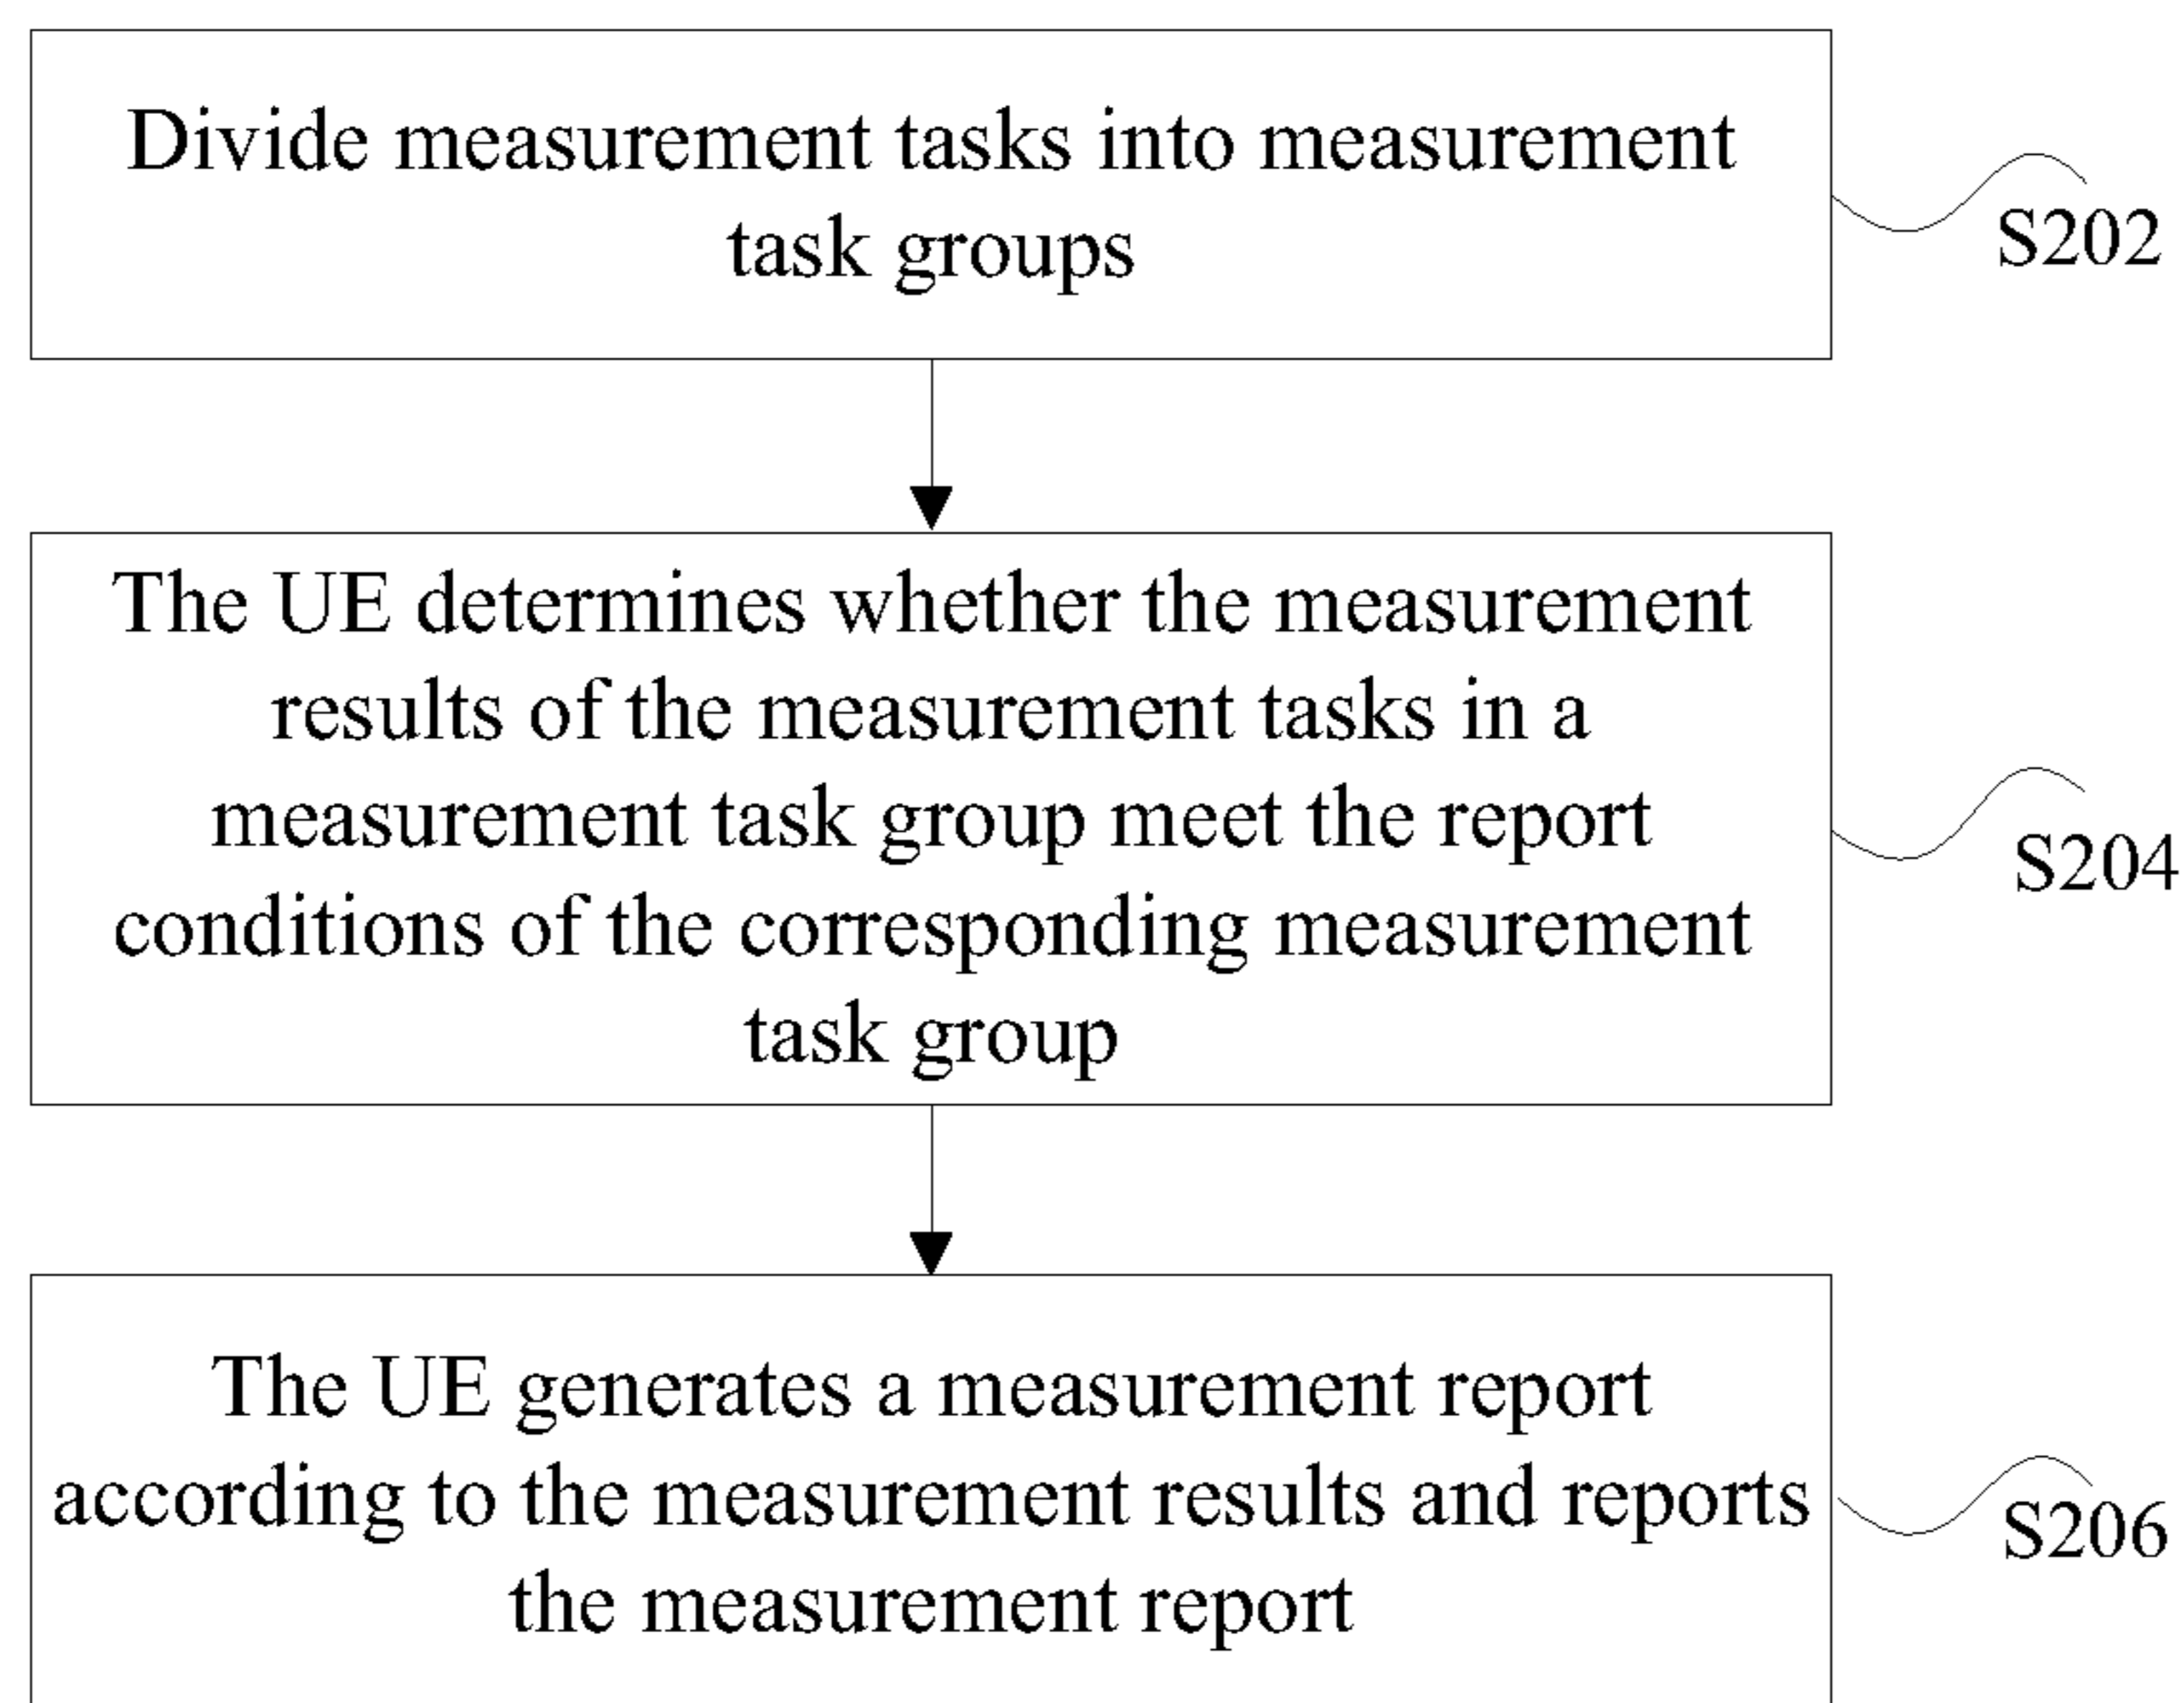 Divide measurement tasks into measurement
task groups
S202
The UE determines whether the measurement
results of the measurement tasks in a
measurement task group meet the report
conditions of the corresponding measurement
task group
S204
The UE generates a measurement report
according to the measurement results and reports
the measurement report
S206